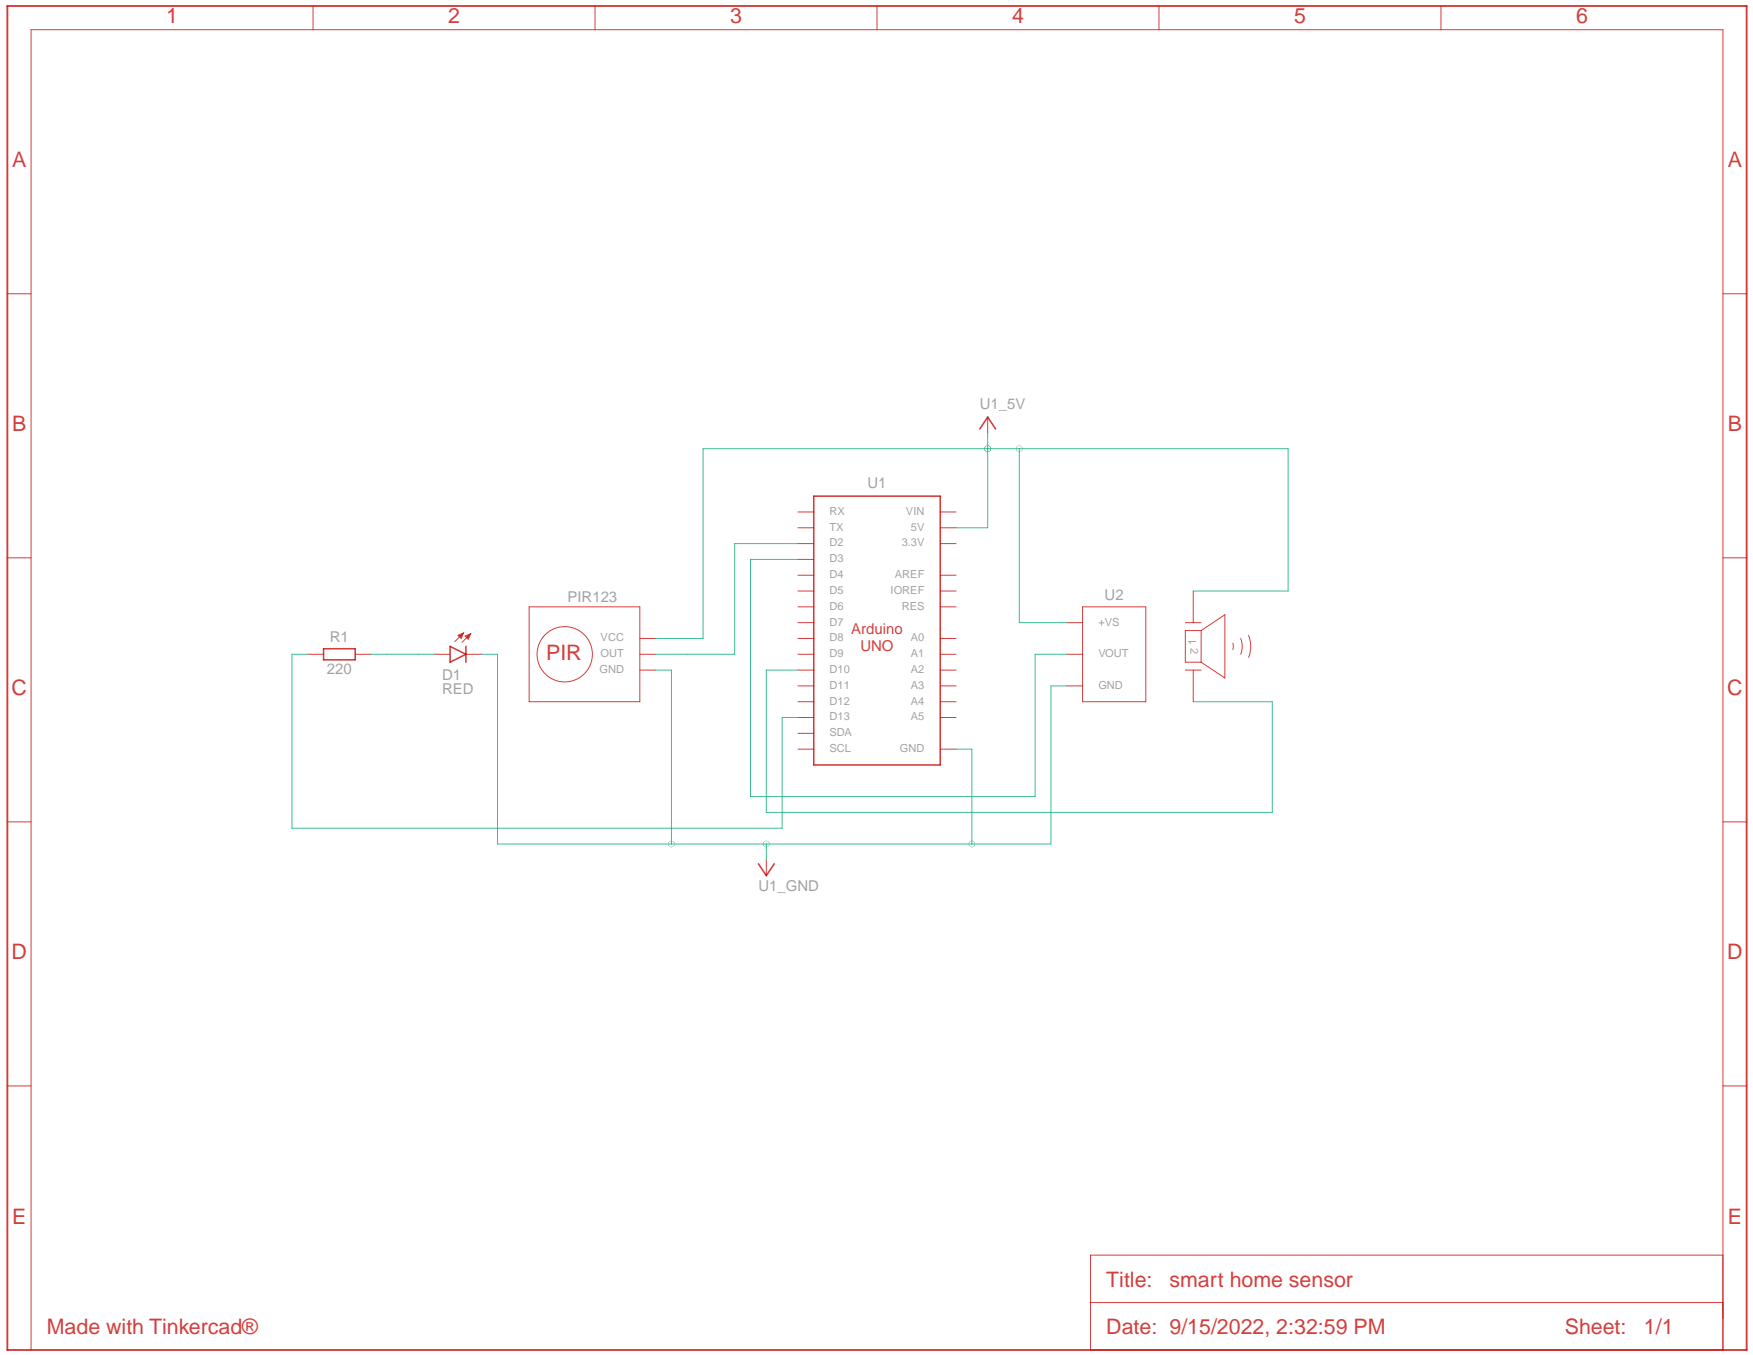 1 2 3 4 5 6
A A
U1_5V
B B
U1
RX VIN
TX 5V
D2 3.3V
D3
D4 AREF
D5 IOREF
PIR123 U2
D6 RES
D7 +VS
Arduino
R1 VCC D8 UNO A0
PIR OUT D9 A1 VOUT
1 2
220 GND D10 A2
D1
RED D11 A3 GND
C C
D12 A4
D13 A5
SDA
SCL GND
U1_GND
D D
E E
Title: smart home sensor
Made with Tinkercad®
Date: 9/15/2022, 2:32:59 PM Sheet: 1/1